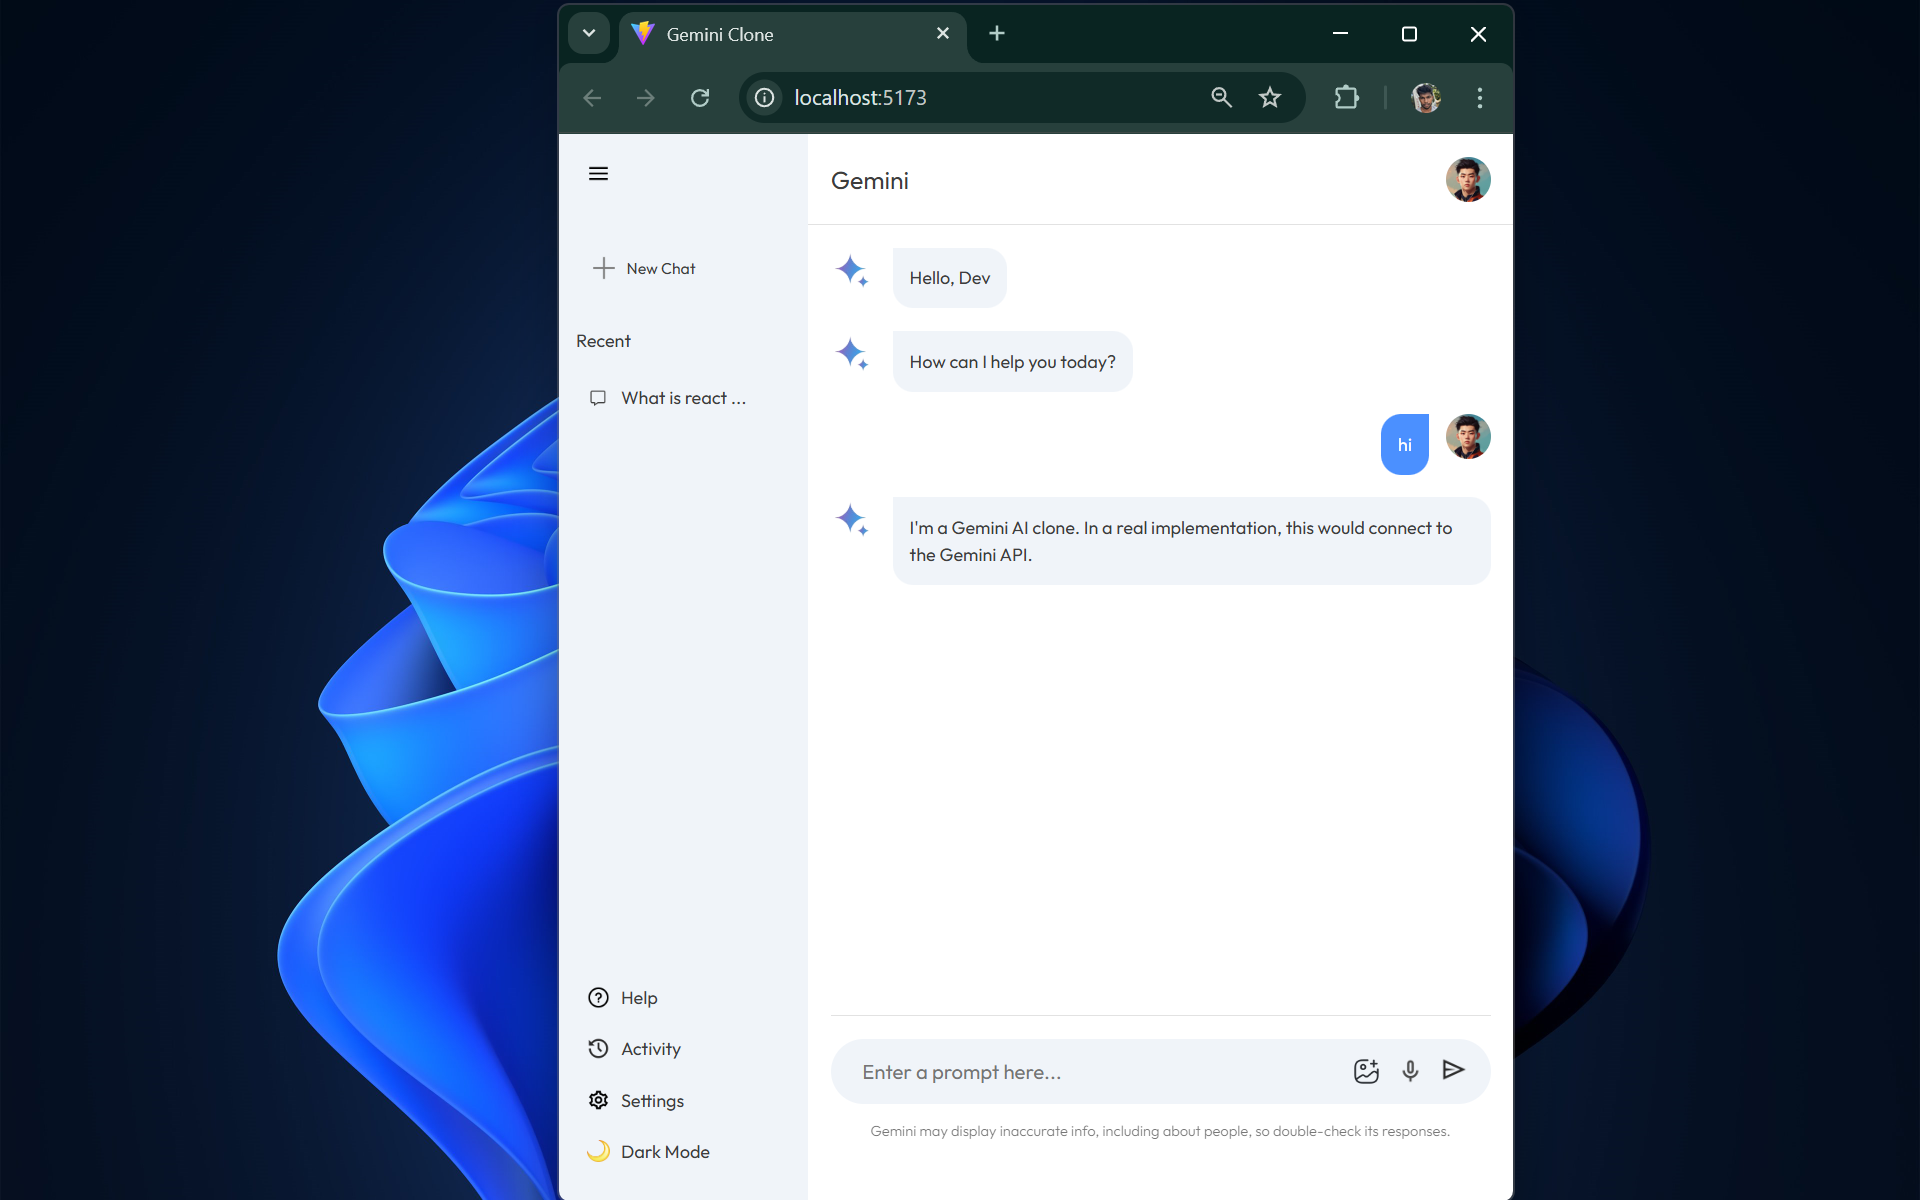 Gemini Clone
localhost:5173
Gemini
New Chat
Recent
What is react ...
Hello, Dev
How can I help you today?
hi
I'm a Gemini AI clone. In a real implementation, this would connect to
the Gemini API.
Help
Activity
Settings
Dark Mode
Enter a prompt here...
Gemini may display inaccurate info, including about people, so double-check its responses.